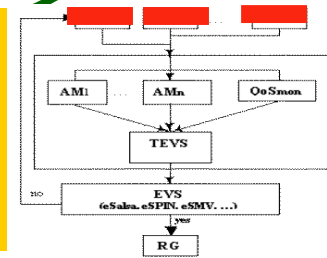 ...
AM1 ... AMn QoSmon
TEVS
no
EVS
(eSalsa, eSPIN, eSMV, ...)
yes
RG